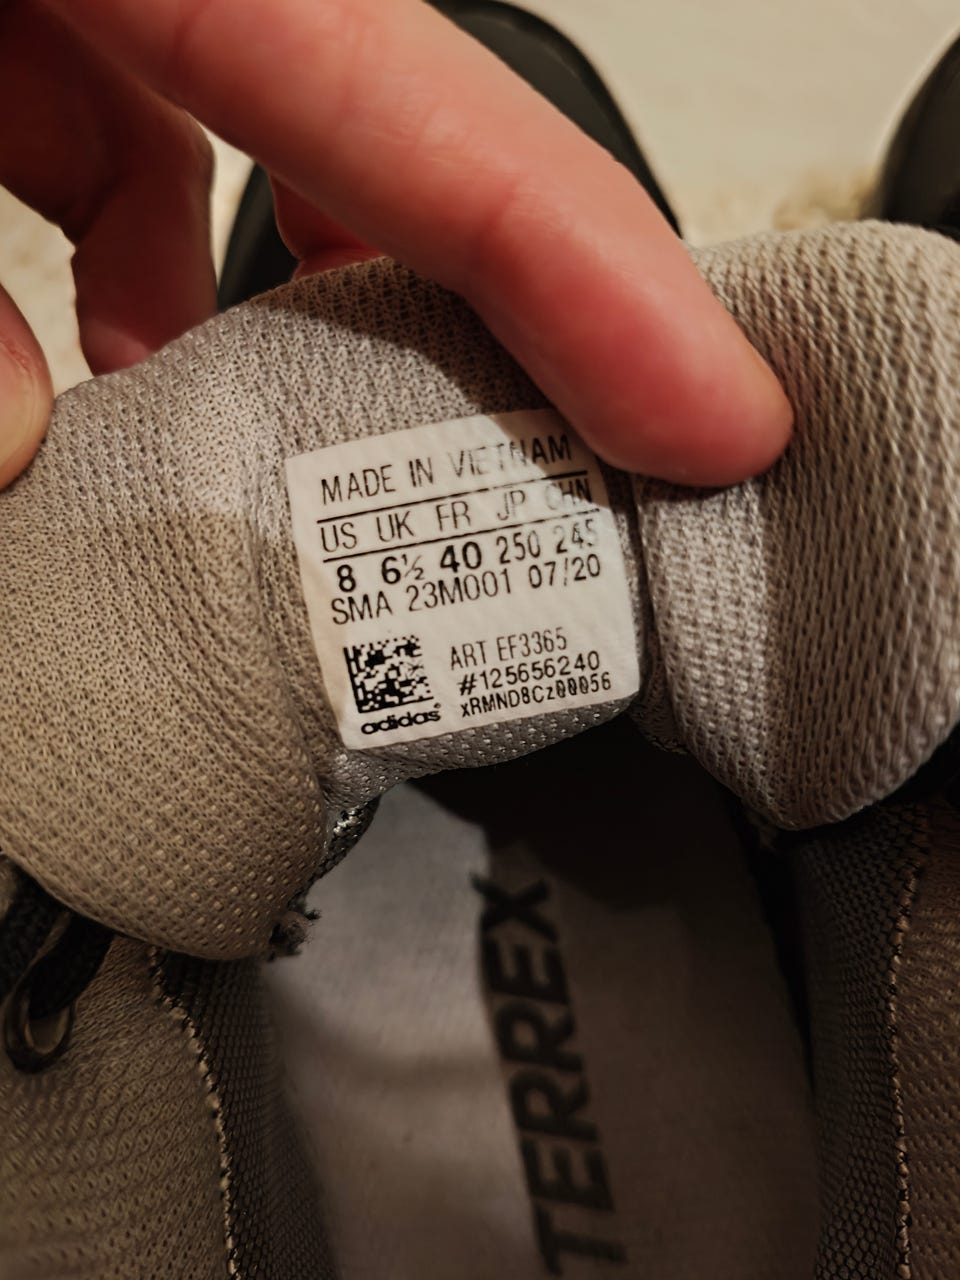 MADE IN VIETNAM
US UK FR JP CHN
8 6½ 40 250 245
SMA 23M001 07/20
ART EF3365
#125656240
xRMND8Cz00056
adidas
TERREX